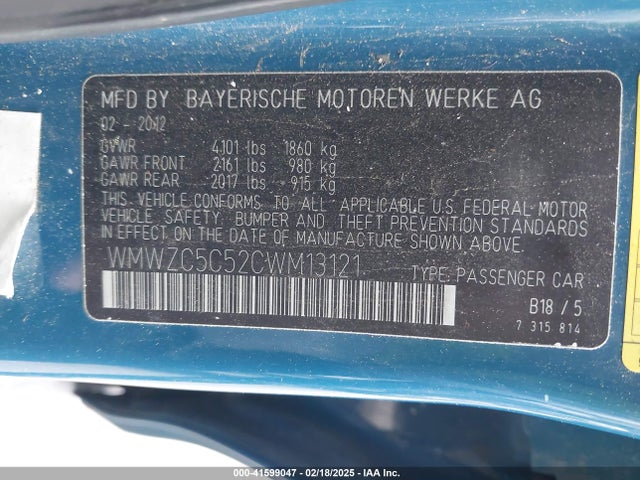 MFD BY BAYERISCHE MOTOREN WERKE AG
02 - 2012
GVWR 4101 lbs 1860 kg
GAWR FRONT 2161 lbs 980 kg
GAWR REAR 2017 lbs 915 kg
THIS VEHICLE CONFORMS TO ALL APPLICABLE U.S. FEDERAL MOTOR
VEHICLE SAFETY, BUMPER AND THEFT PREVENTION STANDARDS
IN EFFECT ON THE DATE OF MANUFACTURE SHOWN ABOVE.
WMWZC5C52CWM13121 TYPE: PASSENGER CAR
B18 / 5
7 315 814
000-41599047 - 02/18/2025 - IAA Inc.